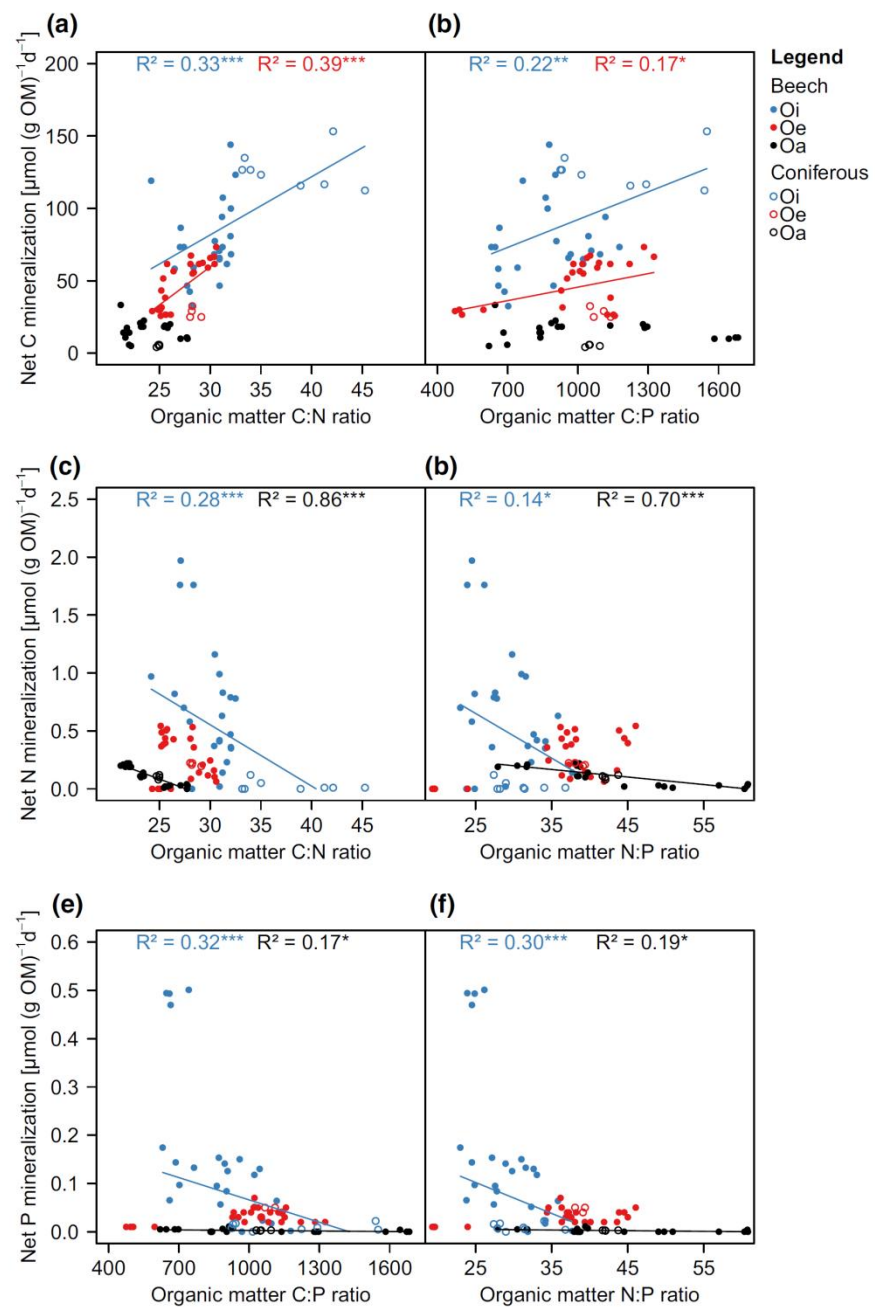 (a)
(b)
R² = 0.33***
R² = 0.39***
R² = 0.22**
R² = 0.17*
Legend
Beech
Oi
Oe
Oa
Coniferous
Oi
Oe
Oa
Net C mineralization [µmol (g OM)⁻¹d⁻¹]
200
150
100
50
0
25
30
35
40
45
400
700
1000
1300
1600
Organic matter C:N ratio
Organic matter C:P ratio
(c)
(b)
R² = 0.28***
R² = 0.86***
R² = 0.14*
R² = 0.70***
Net N mineralization [µmol (g OM)⁻¹d⁻¹]
2.5
2.0
1.5
1.0
0.5
0.0
25
30
35
40
45
25
35
45
55
Organic matter C:N ratio
Organic matter N:P ratio
(e)
(f)
R² = 0.32***
R² = 0.17*
R² = 0.30***
R² = 0.19*
Net P mineralization [µmol (g OM)⁻¹d⁻¹]
0.6
0.5
0.4
0.3
0.2
0.1
0.0
400
700
1000
1300
1600
25
35
45
55
Organic matter C:P ratio
Organic matter N:P ratio